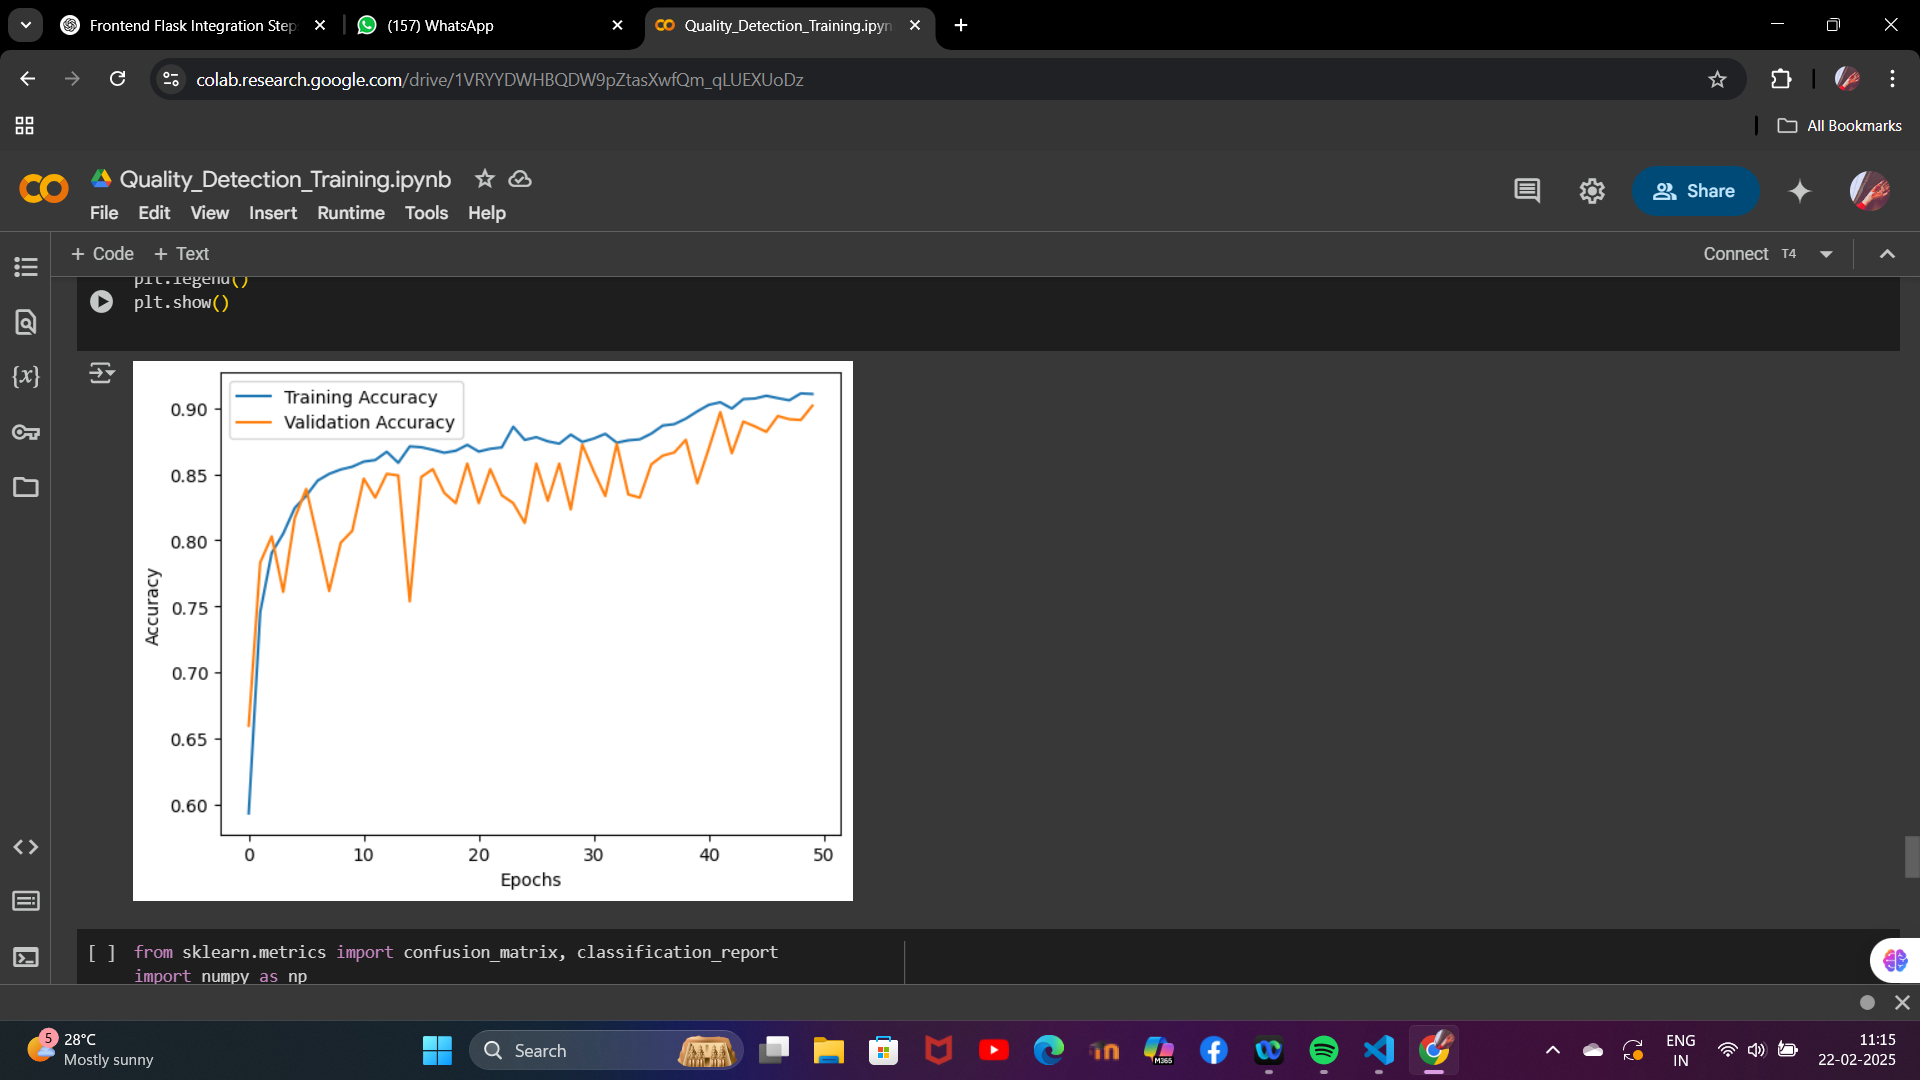 Frontend Flask Integration Step
(157) WhatsApp
Quality_Detection_Training.ipyn
colab.research.google.com/drive/1VRYYDWHBQDW9pZtasXwfQm_qLUEXUoDz
All Bookmarks
Quality_Detection_Training.ipynb
File Edit View Insert Runtime Tools Help
Share
+ Code + Text
Connect T4
plt.legend()
plt.show()
Training Accuracy
Validation Accuracy
0.90
0.85
0.80
0.75
0.70
0.65
0.60
Accuracy
0 10 20 30 40 50
Epochs
[ ] from sklearn.metrics import confusion_matrix, classification_report
import numpy as np
5
28°C
Mostly sunny
Search
M365
ENG
IN
11:15
22-02-2025